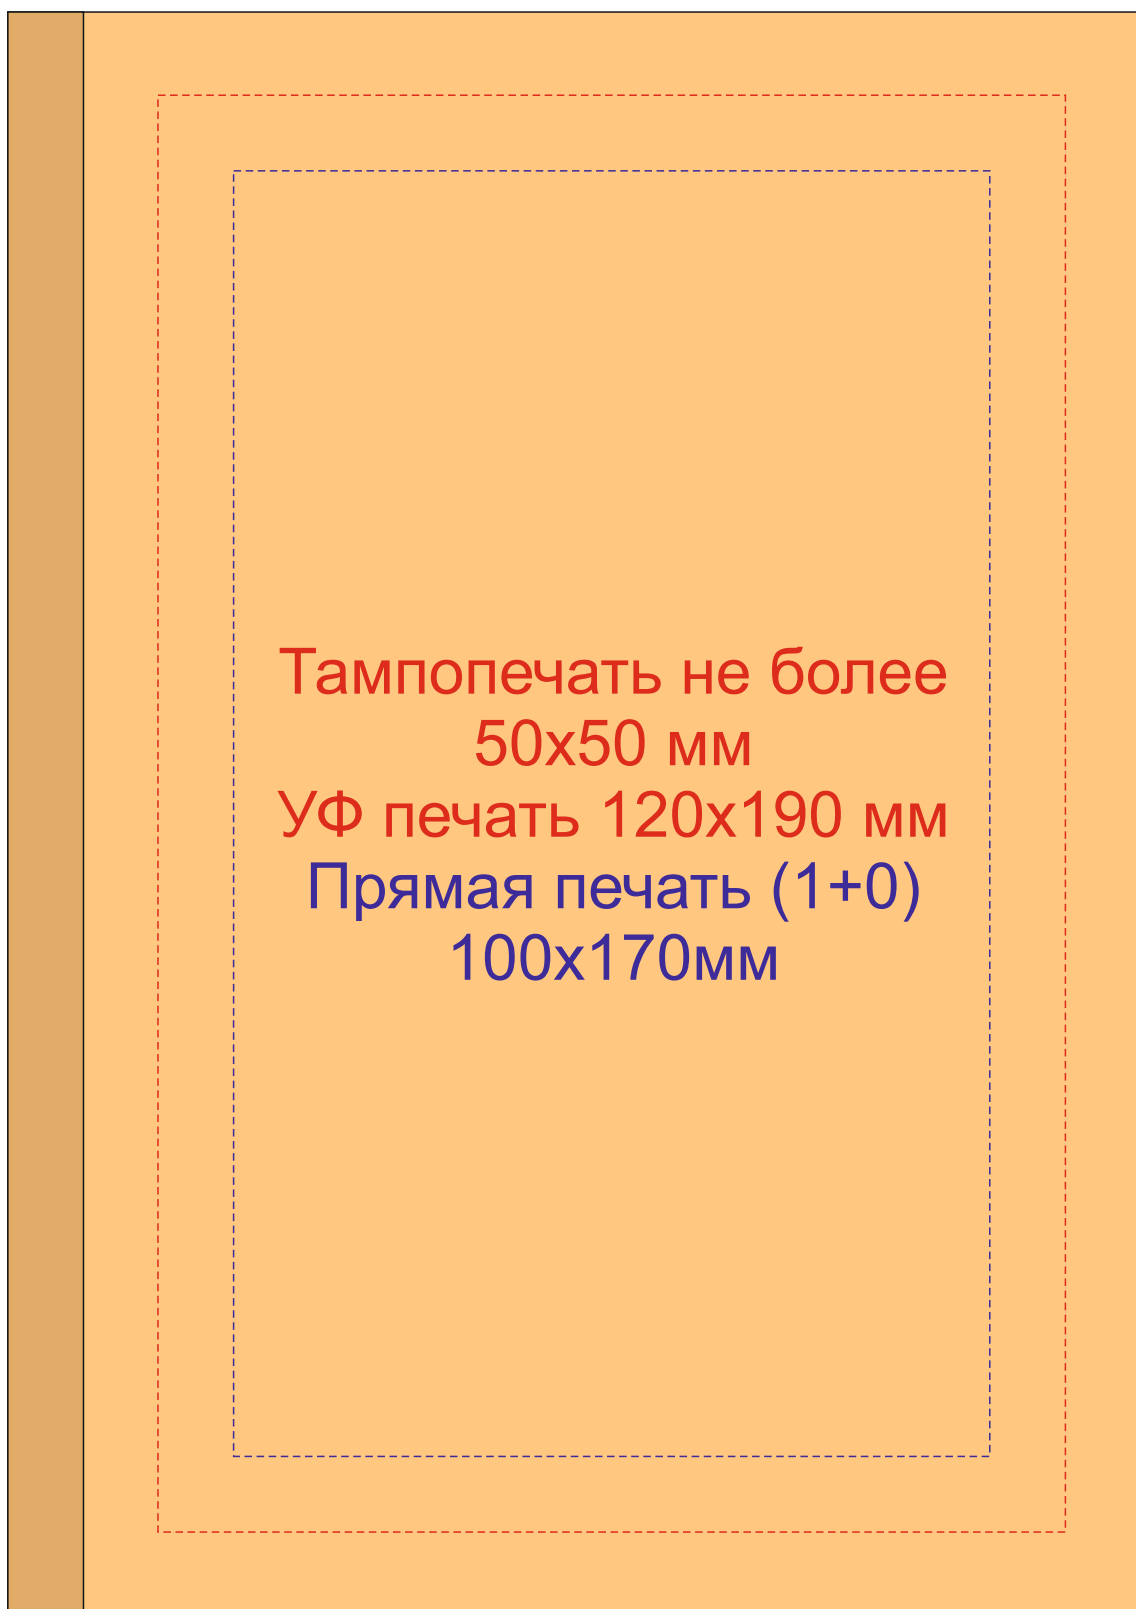 Тампопечать не более
50х50 мм
УФ печать 120х190 мм
Прямая печать (1+0)
100х170мм